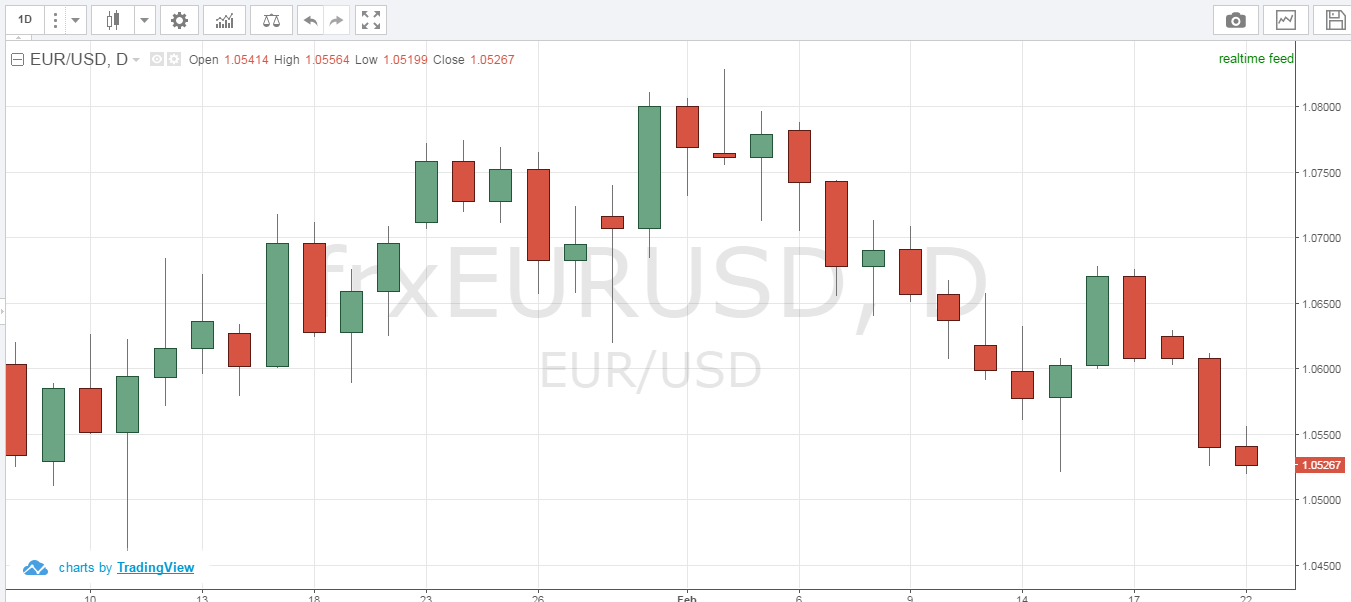 1D
EUR/USD, D Open 1.05414 High 1.05564 Low 1.05199 Close 1.05267
realtime feed
1.08000
1.07500
1.07000
frxEURUSD, D
1.06500
EUR/USD
1.06000
1.05500
1.05267
1.05000
1.04500
charts by TradingView
10 13 18 23 26 Feb 6 9 14 17 22